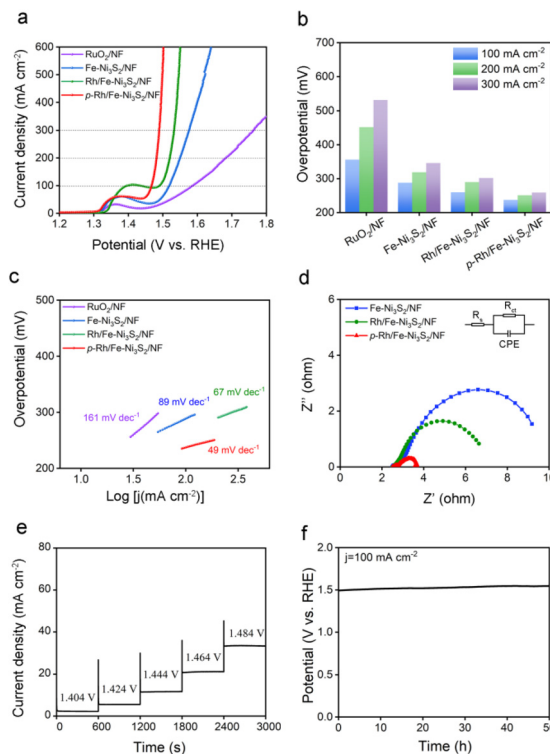 a
Current density (mA cm⁻²)
600
500
400
300
200
100
0
RuO₂/NF
Fe-Ni₃S₂/NF
Rh/Fe-Ni₃S₂/NF
p-Rh/Fe-Ni₃S₂/NF
1.2 1.4 1.5 1.7 1.8
Potential (V vs. RHE)
b
Overpotential (mV)
700
600
500
400
300
200
100 mA cm⁻²
200 mA cm⁻²
300 mA cm⁻²
RuO₂/NF
Fe-Ni₃S₂/NF
Rh/Fe-Ni₃S₂/NF
p-Rh/Fe-Ni₃S₂/NF
c
Overpotential (mV)
500
450
400
350
300
250
200
RuO₂/NF
Fe-Ni₃S₂/NF
Rh/Fe-Ni₃S₂/NF
p-Rh/Fe-Ni₃S₂/NF
161 mV dec⁻¹
89 mV dec⁻¹
67 mV dec⁻¹
49 mV dec⁻¹
1.0 1.5 2.0 2.5
Log [j(mA cm⁻²)]
d
Z'' (ohm)
6
4
2
0
Fe-Ni₃S₂/NF
Rh/Fe-Ni₃S₂/NF
p-Rh/Fe-Ni₃S₂/NF
Rₛ
R_ct
CPE
0 2 4 6 8 10
Z' (ohm)
e
Current density (mA cm⁻²)
80
60
40
20
0
1.404 V
1.424 V
1.444 V
1.464 V
1.484 V
0 600 1200 1800 2400 3000
Time (s)
f
Potential (V vs. RHE)
2.0
1.5
1.0
0.5
0.0
j=100 mA cm⁻²
0 10 20 30 40 50
Time (h)